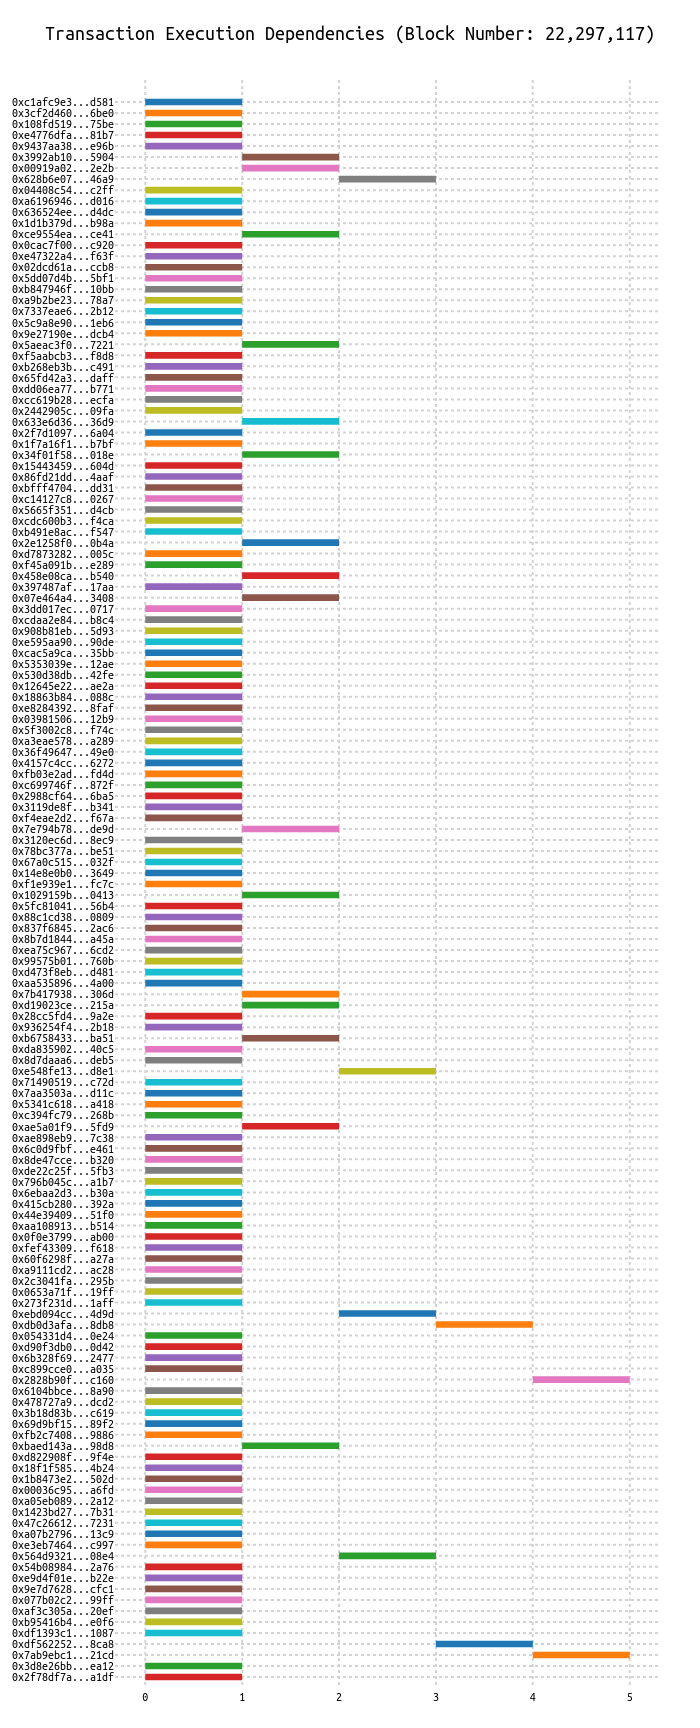 Transaction Execution Dependencies (Block Number: 22,297,117)
0xc1afc9e3...d581
0x3cf2d460...6be0
0x108fd519...75be
0xe4776dfa...81b7
0x9437aa38...e96b
0x3992ab10...5904
0x00919a02...2e2b
0x628b6e07...46a9
0x04408c54...c2ff
0xa6196946...d016
0x636524ee...d4dc
0x1d1b379d...b98a
0xce9554ea...ce41
0x0cac7f00...c920
0xe47322a4...f63f
0x02dcd61a...ccb8
0x5dd07d4b...5bf1
0xb847946f...10bb
0xa9b2be23...78a7
0x7337eae6...2b12
0x5c9a8e90...1eb6
0x9e27190e...dcb4
0x5aeac3f0...7221
0xf5aabcb3...f8d8
0xb268eb3b...c491
0x65fd42a3...daff
0xdd06ea77...b771
0xcc619b28...ecfa
0x2442905c...09fa
0x633e6d36...36d9
0x2f7d1097...6a04
0x1f7a16f1...b7bf
0x34f01f58...018e
0x15443459...604d
0x86fd21dd...4aaf
0xbfff4704...dd31
0xc14127c8...0267
0x5665f351...d4cb
0xcdc600b3...f4ca
0xb491e8ac...f547
0x2e1258f0...0b4a
0xd7873282...005c
0xf45a091b...e289
0x458e08ca...b540
0x397487af...17aa
0x07e464a4...3408
0x3dd017ec...0717
0xcdaa2e84...b8c4
0x908b81eb...5d93
0xe595aa90...90de
0xcac5a9ca...35bb
0x5353039e...12ae
0x530d38db...42fe
0x12645e22...ae2a
0x18863b84...088c
0xe8284392...8faf
0x03981506...12b9
0x5f3002c8...f74c
0xa3eae578...a289
0x36f49647...49e0
0x4157c4cc...6272
0xfb03e2ad...fd4d
0xc699746f...872f
0x2988cf64...6ba5
0x3119de8f...b341
0xf4eae2d2...f67a
0x7e794b78...de9d
0x3120ec6d...8ec9
0x78bc377a...be51
0x67a0c515...032f
0x14e8e0b0...3649
0xf1e939e1...fc7c
0x1029159b...0413
0x5fc81041...56b4
0x88c1cd38...0809
0x837f6845...2ac6
0x8b7d1844...a45a
0xea75c967...6cd2
0x99575b01...760b
0xd473f8eb...d481
0xaa535896...4a00
0x7b417938...306d
0xd19023ce...215a
0x28cc5fd4...9a2e
0x936254f4...2b18
0xb6758433...ba51
0xda835902...40c5
0x8d7daaa6...deb5
0xe548fe13...d8e1
0x71490519...c72d
0x7aa3503a...d11c
0x5341c618...a418
0xc394fc79...268b
0xae5a01f9...5fd9
0xae898eb9...7c38
0x6c0d9fbf...e461
0x8de47cce...b320
0xde22c25f...5fb3
0x796b045c...a1b7
0x6ebaa2d3...b30a
0x415cb280...392a
0x44e39409...51f0
0xaa108913...b514
0x0f0e3799...ab00
0xfef43309...f618
0x60f6298f...a27a
0xa9111cd2...ac28
0x2c3041fa...295b
0x0653a71f...19ff
0x273f231d...1aff
0xebd094cc...4d9d
0xdb0d3afa...8db8
0x054331d4...0e24
0xd90f3db0...0d42
0x6b328f69...2477
0xc899cce0...a035
0x2828b90f...c160
0x6104bbce...8a90
0x478727a9...dcd2
0x3b18d83b...c619
0x69d9bf15...89f2
0xfb2c7408...9886
0xbaed143a...98d8
0xd822908f...9f4e
0x18f1f585...4b24
0x1b8473e2...502d
0x00036c95...a6fd
0xa05eb089...2a12
0x1423bd27...7b31
0x47c26612...7231
0xa07b2796...13c9
0xe3eb7464...c997
0x564d9321...08e4
0x54b08984...2a76
0xe9d4f01e...b22e
0x9e7d7628...cfc1
0x077b02c2...99ff
0xaf3c305a...20ef
0xb95416b4...e0f6
0xdf1393c1...1087
0xdf562252...8ca8
0x7ab9ebc1...21cd
0x3d8e26bb...ea12
0x2f78df7a...a1df
0 1 2 3 4 5